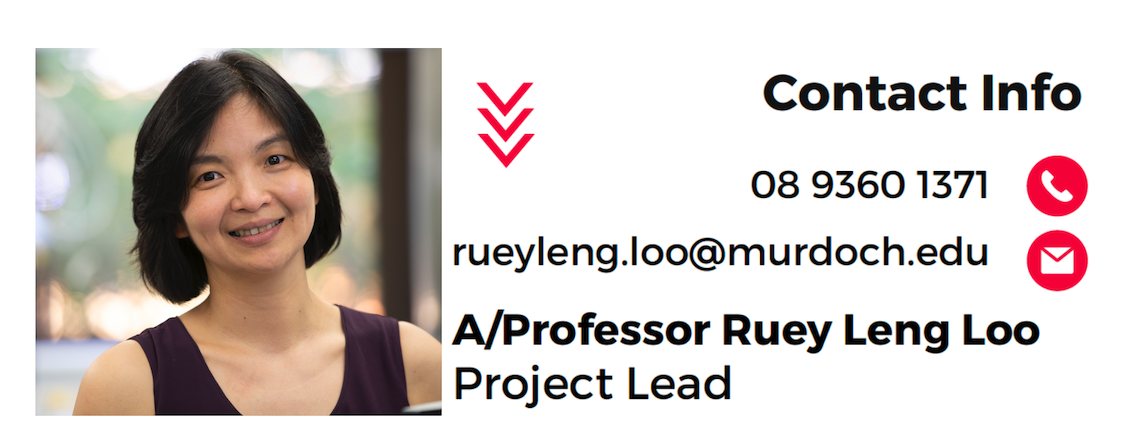 Contact Info
08 9360 1371
rueyleng.loo@murdoch.edu
A/Professor Ruey Leng Loo
Project Lead